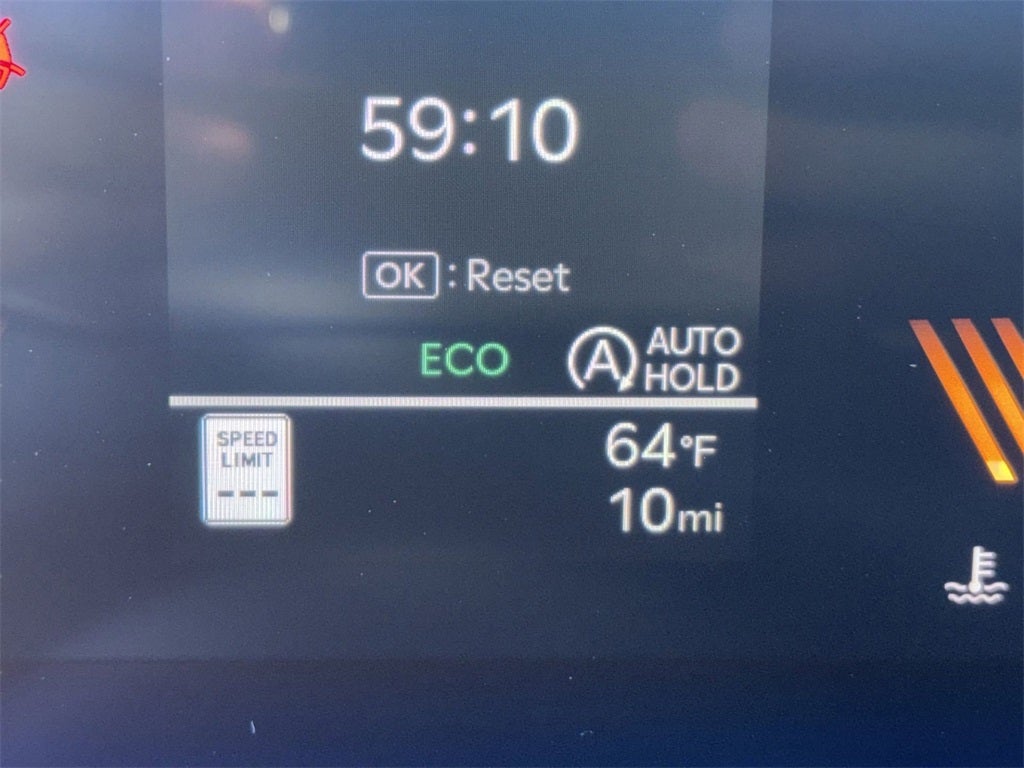 59:10
OK : Reset
ECO
A
AUTO
HOLD
SPEED
LIMIT
---
64°F
10mi